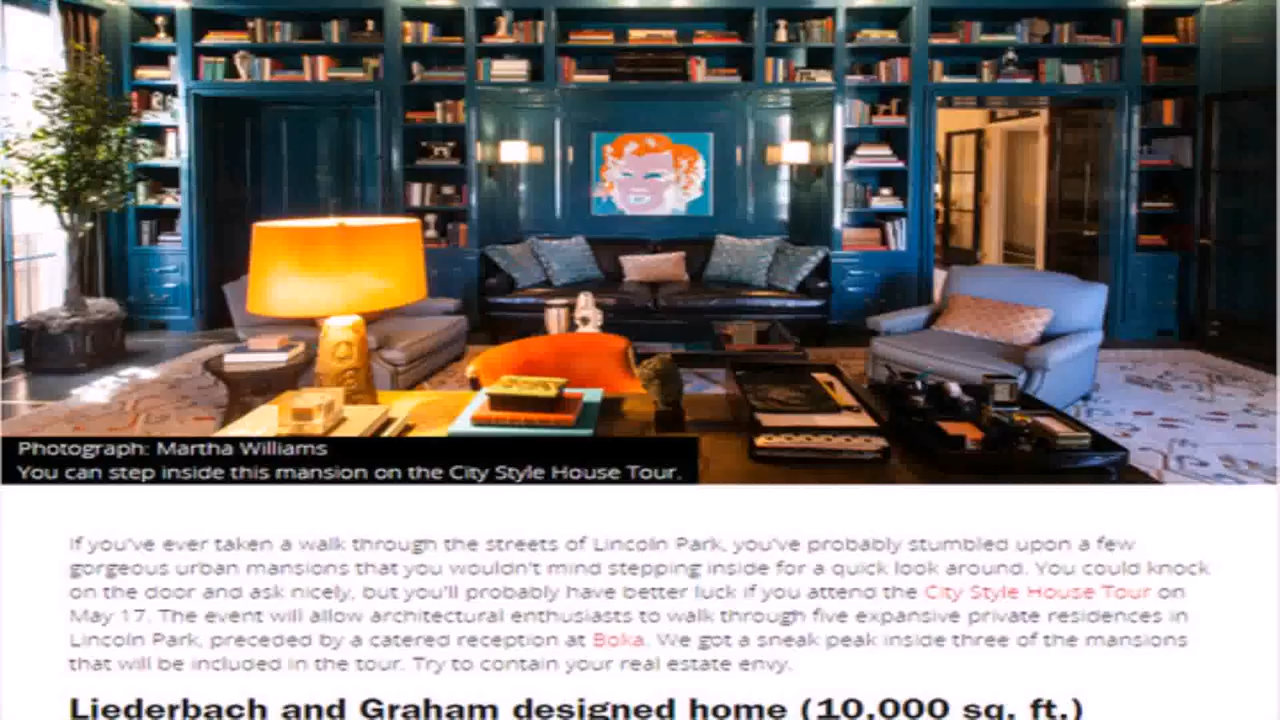 Photograph: Martha Williams
You can step inside this mansion on the City Style House Tour.
If you've ever taken a walk through the streets of Lincoln Park, you've probably stumbled upon a few
gorgeous urban mansions that you wouldn't mind stepping inside for a quick look around. You could knock
on the door and ask nicely, but you'll probably have better luck if you attend the City Style House Tour on
May 17. The event will allow architectural enthusiasts to walk through five expansive private residences in
Lincoln Park, preceded by a catered reception at Boka. We got a sneak peak inside three of the mansions
that will be included in the tour. Try to contain your real estate envy.
Liederbach and Graham designed home (10,000 sq. ft.)